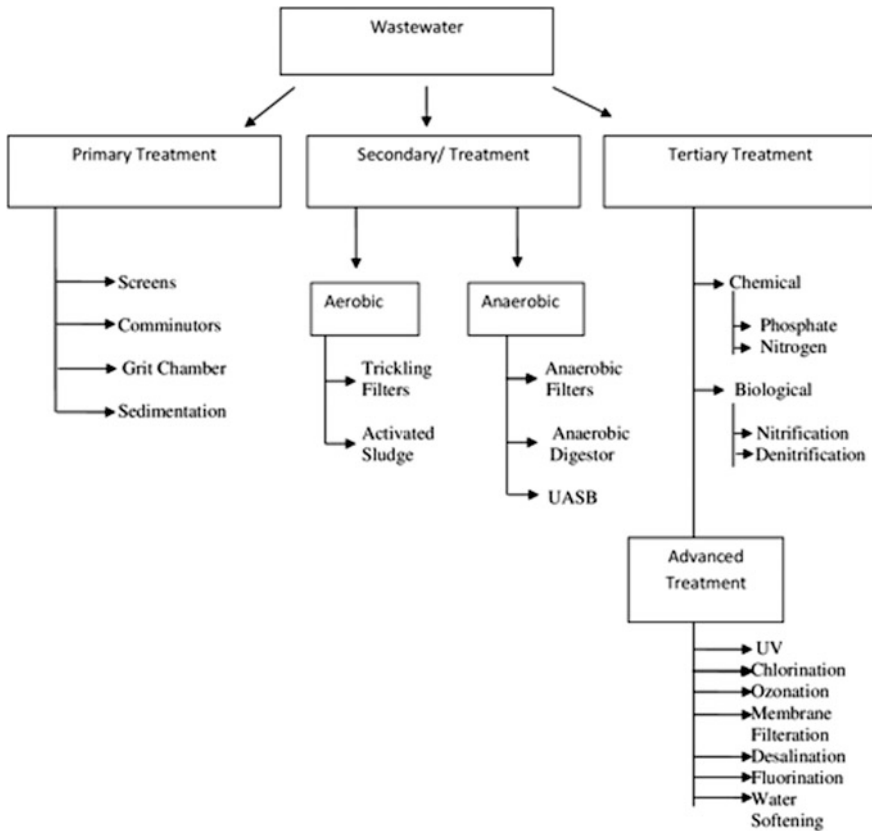 Wastewater
Primary Treatment
Secondary/ Treatment
Tertiary Treatment
Screens
Comminutors
Grit Chamber
Sedimentation
Aerobic
Trickling
Filters
Activated
Sludge
Anaerobic
Anaerobic
Filters
Anaerobic
Digestor
UASB
Chemical
Phosphate
Nitrogen
Biological
Nitrification
Denitrification
Advanced
Treatment
UV
Chlorination
Ozonation
Membrane
Filteration
Desalination
Fluorination
Water
Softening